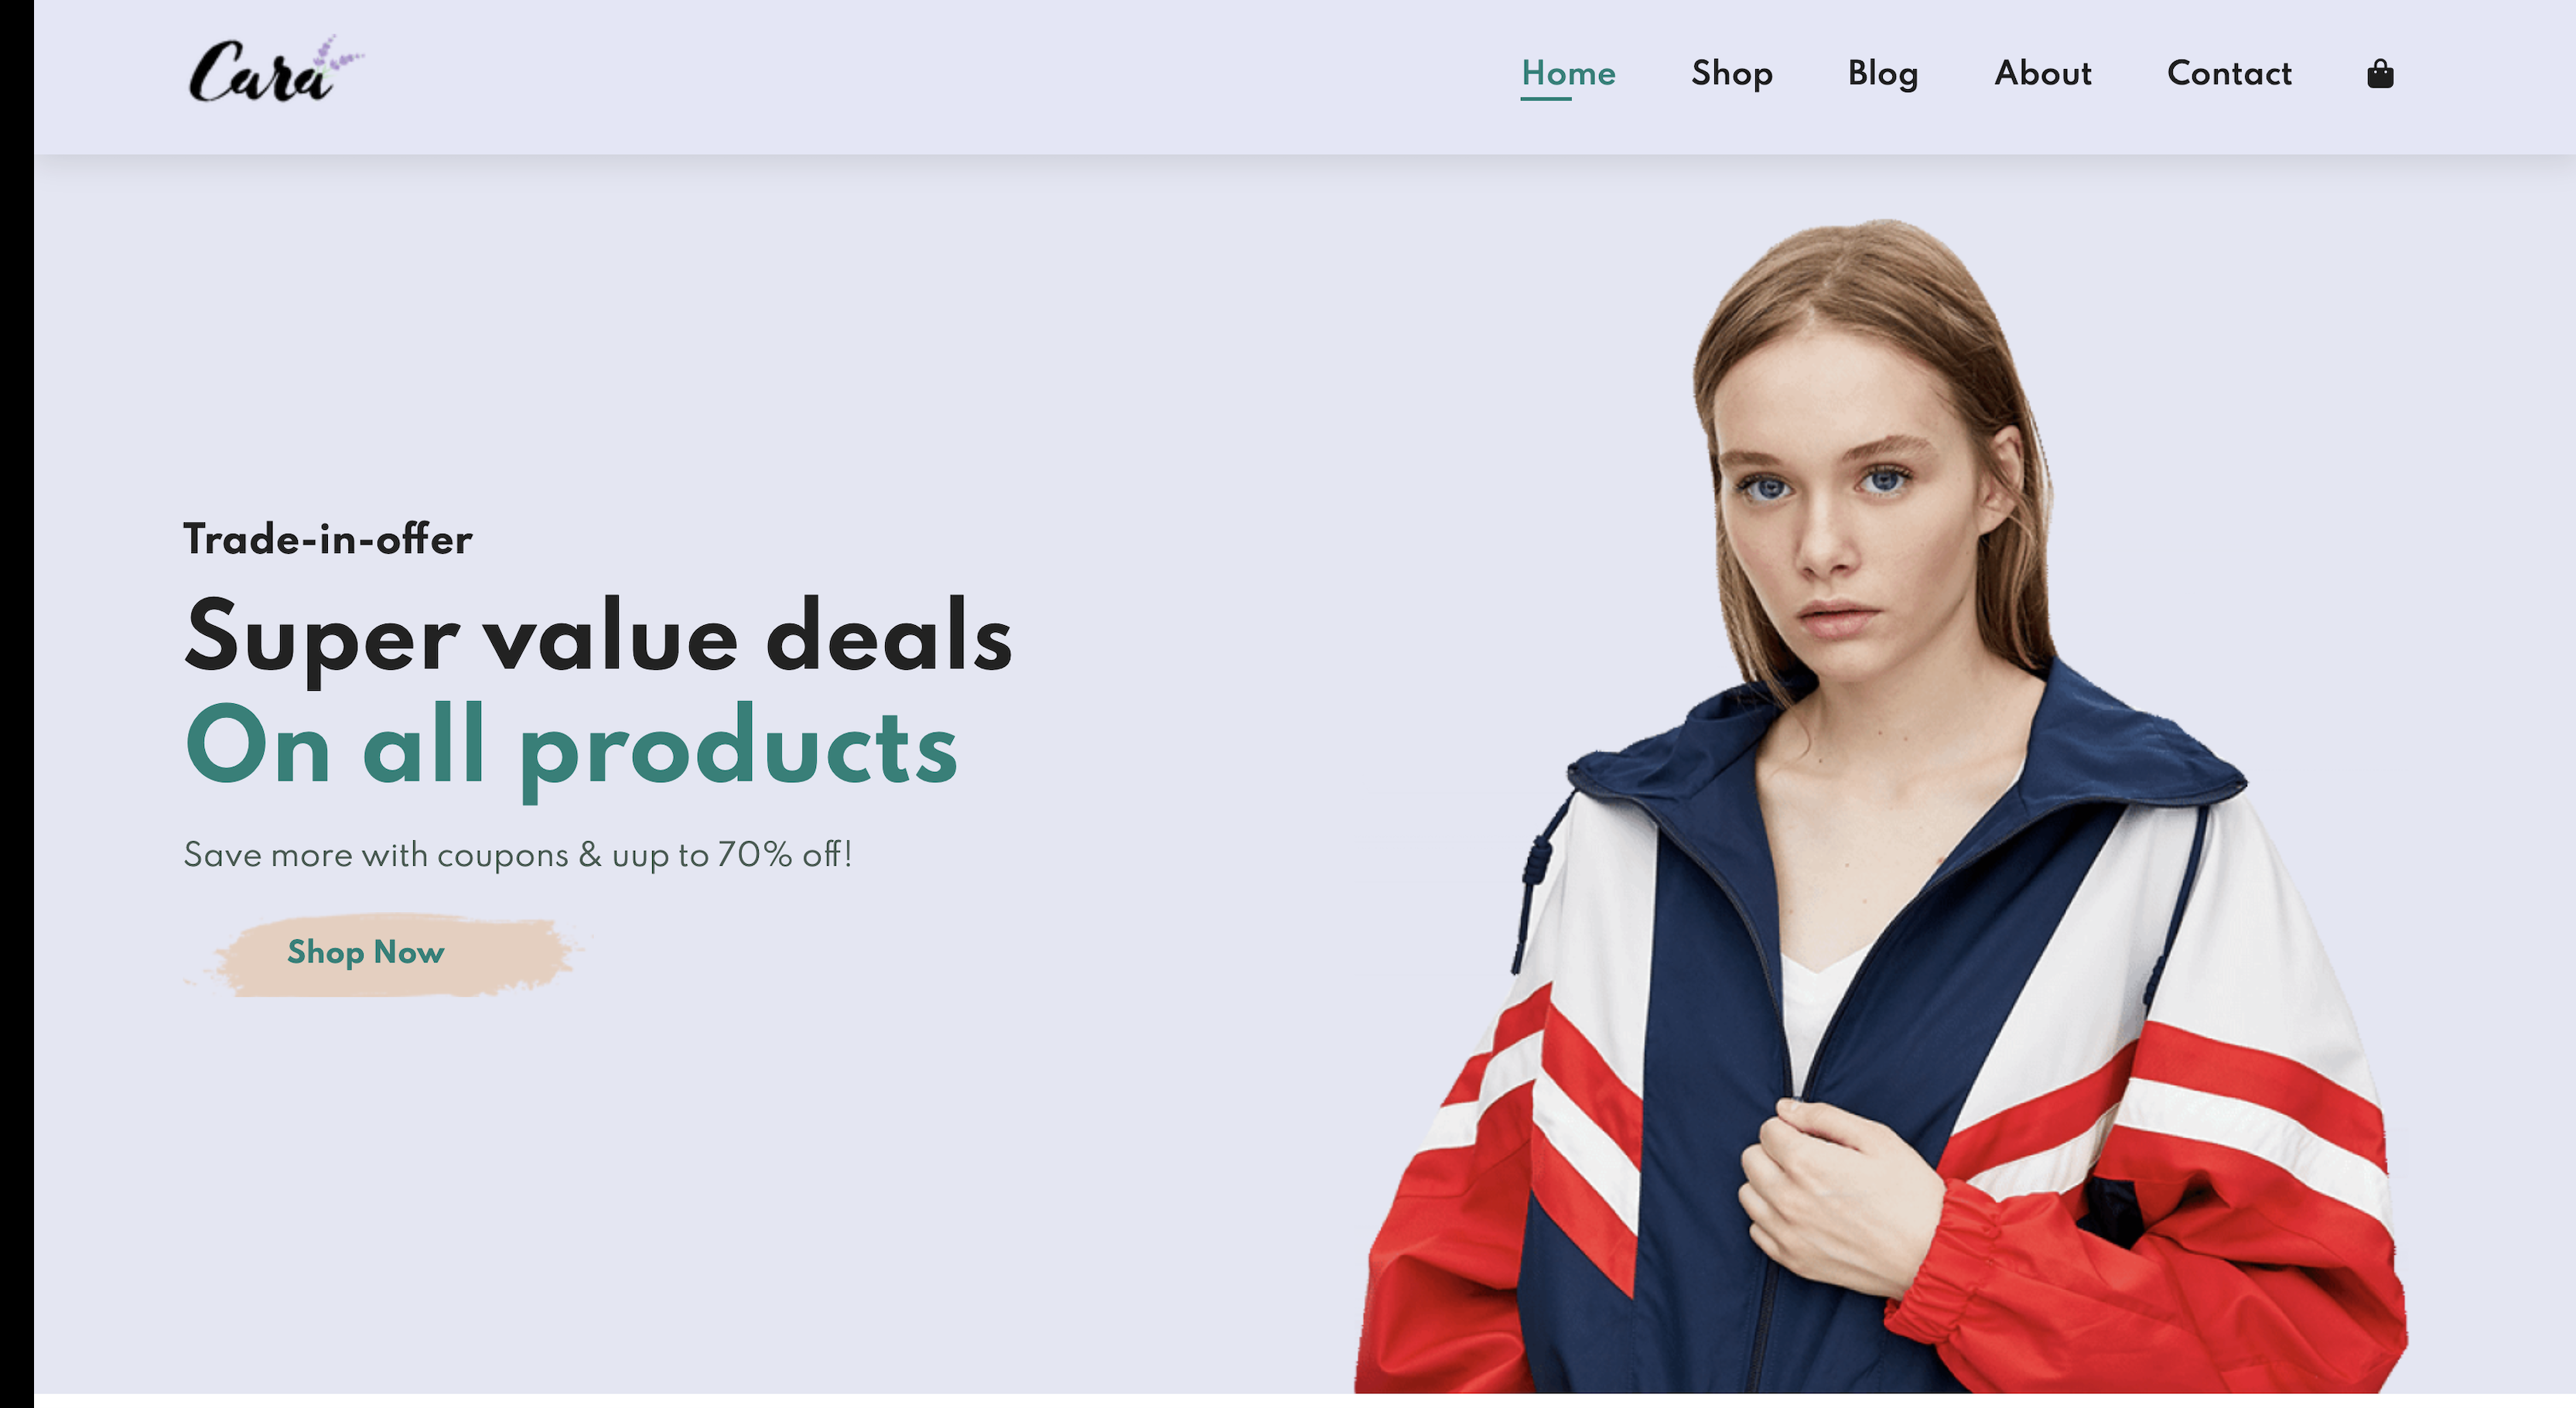 Cara
Home Shop Blog About Contact
Trade-in-offer
Super value deals
On all products
Save more with coupons & uup to 70% off!
Shop Now